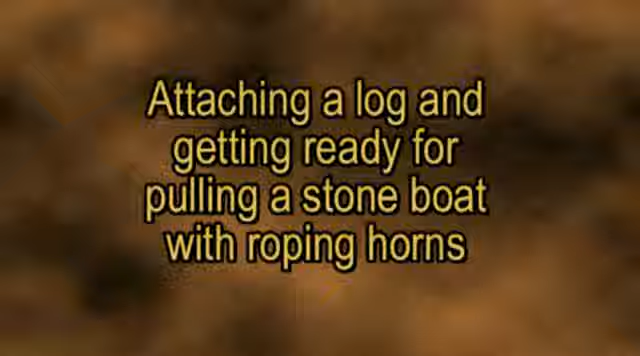 Attaching a log and
getting ready for
pulling a stone boat
with roping horns